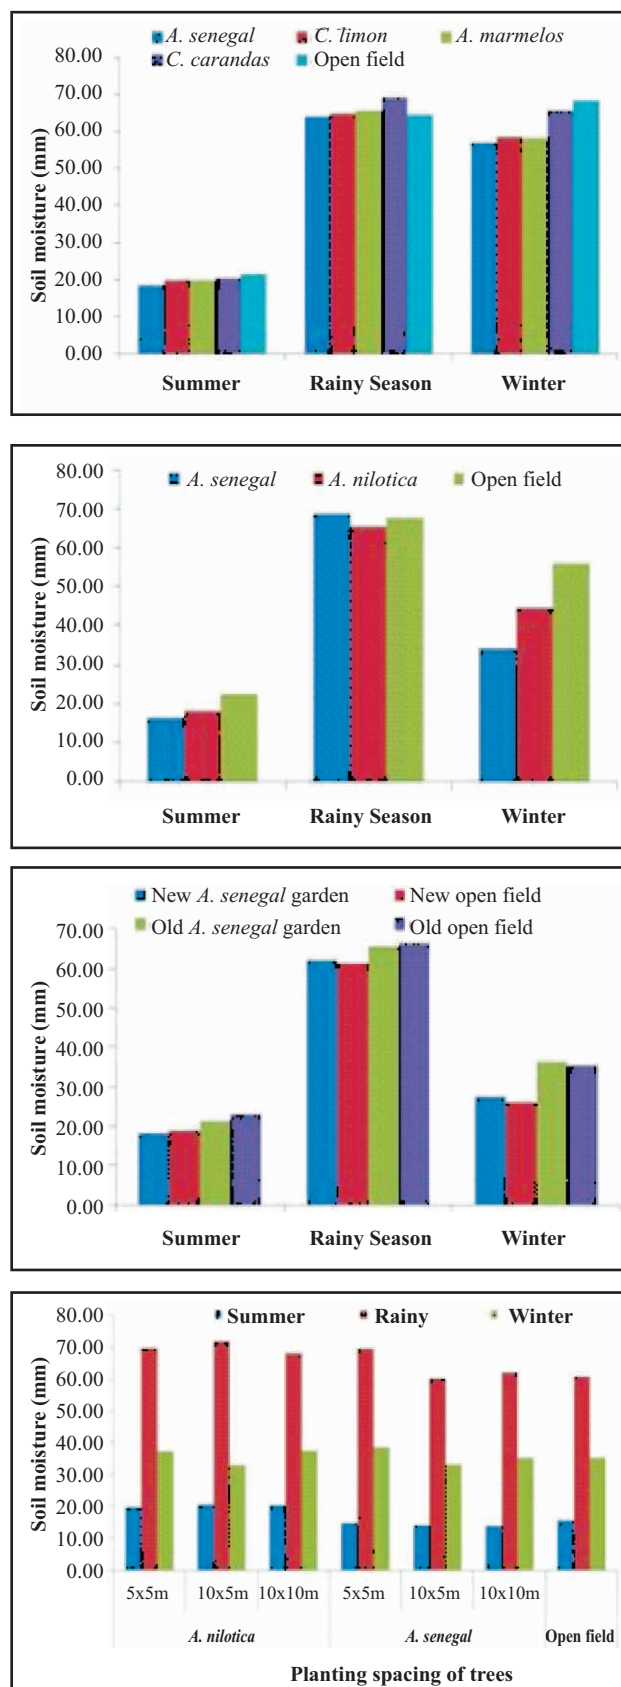 A. senegal C. limon A. marmelos
C. carandas Open field
Soil moisture (mm)
80.00
70.00
60.00
50.00
40.00
30.00
20.00
10.00
0.00
Summer Rainy Season Winter
A. senegal A. nilotica Open field
Soil moisture (mm)
80.00
70.00
60.00
50.00
40.00
30.00
20.00
10.00
0.00
Summer Rainy Season Winter
New A. senegal garden New open field
Old A. senegal garden Old open field
Soil moisture (mm)
70.00
60.00
50.00
40.00
30.00
20.00
10.00
0.00
Summer Rainy Season Winter
Summer Rainy Winter
Soil moisture (mm)
80.00
70.00
60.00
50.00
40.00
30.00
20.00
10.00
0.00
5x5m 10x5m 10x10m 5x5m 10x5m 10x10m
A. nilotica A. senegal Open field
Planting spacing of trees